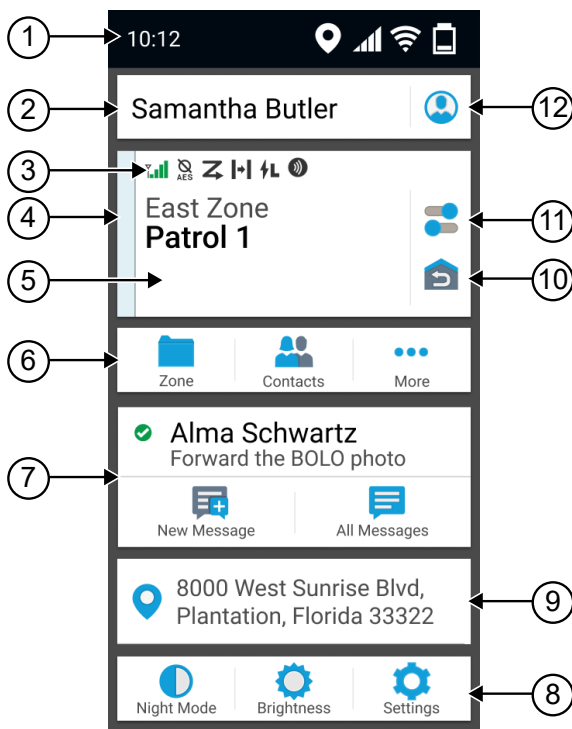 1
10:12
2
Samantha Butler
12
3
AES
L
4
East Zone
11
Patrol 1
5
10
6
Zone
Contacts
More
Alma Schwartz
Forward the BOLO photo
7
New Message
All Messages
8000 West Sunrise Blvd,
9
Plantation, Florida 33322
Night Mode
Brightness
Settings
8